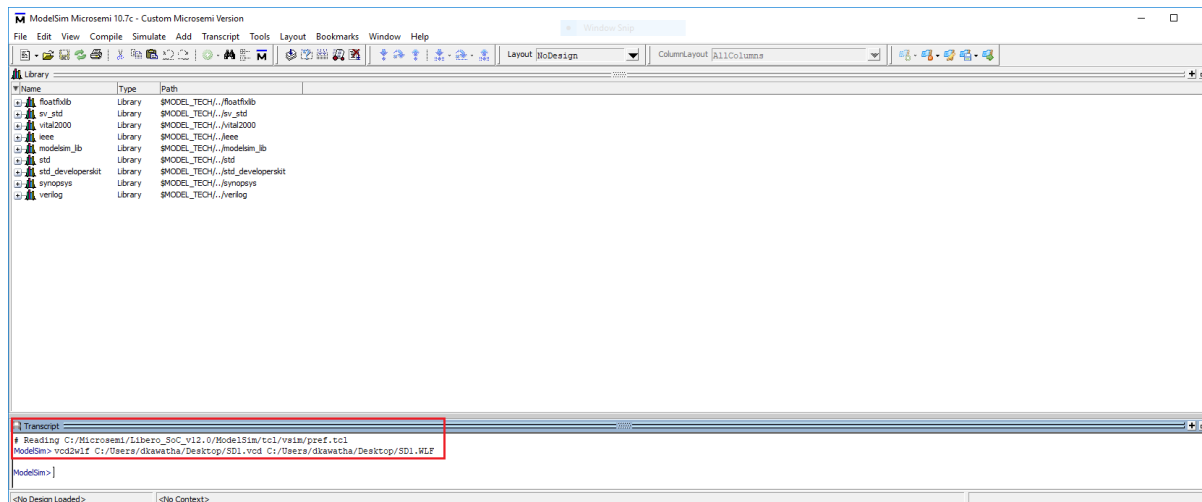 ModelSim Microsemi 10.7c - Custom Microsemi Version
Window Snip
File Edit View Compile Simulate Add Transcript Tools Layout Bookmarks Window Help
Layout NoDesign ColumnLayout AllColumns
Library
Name Type Path
floatfixlib Library $MODEL_TECH/../floatfixlib
sv_std Library $MODEL_TECH/../sv_std
vital2000 Library $MODEL_TECH/../vital2000
ieee Library $MODEL_TECH/../ieee
modelsim_lib Library $MODEL_TECH/../modelsim_lib
std Library $MODEL_TECH/../std
std_developerskit Library $MODEL_TECH/../std_developerskit
synopsys Library $MODEL_TECH/../synopsys
verilog Library $MODEL_TECH/../verilog
Transcript
# Reading C:/Microsemi/Libero_SoC_v12.0/ModelSim/tcl/vsim/pref.tcl
ModelSim> vcd2wlf C:/Users/dkawatha/Desktop/SD1.vcd C:/Users/dkawatha/Desktop/SD1.WLF
ModelSim>
<No Design Loaded> <No Context>